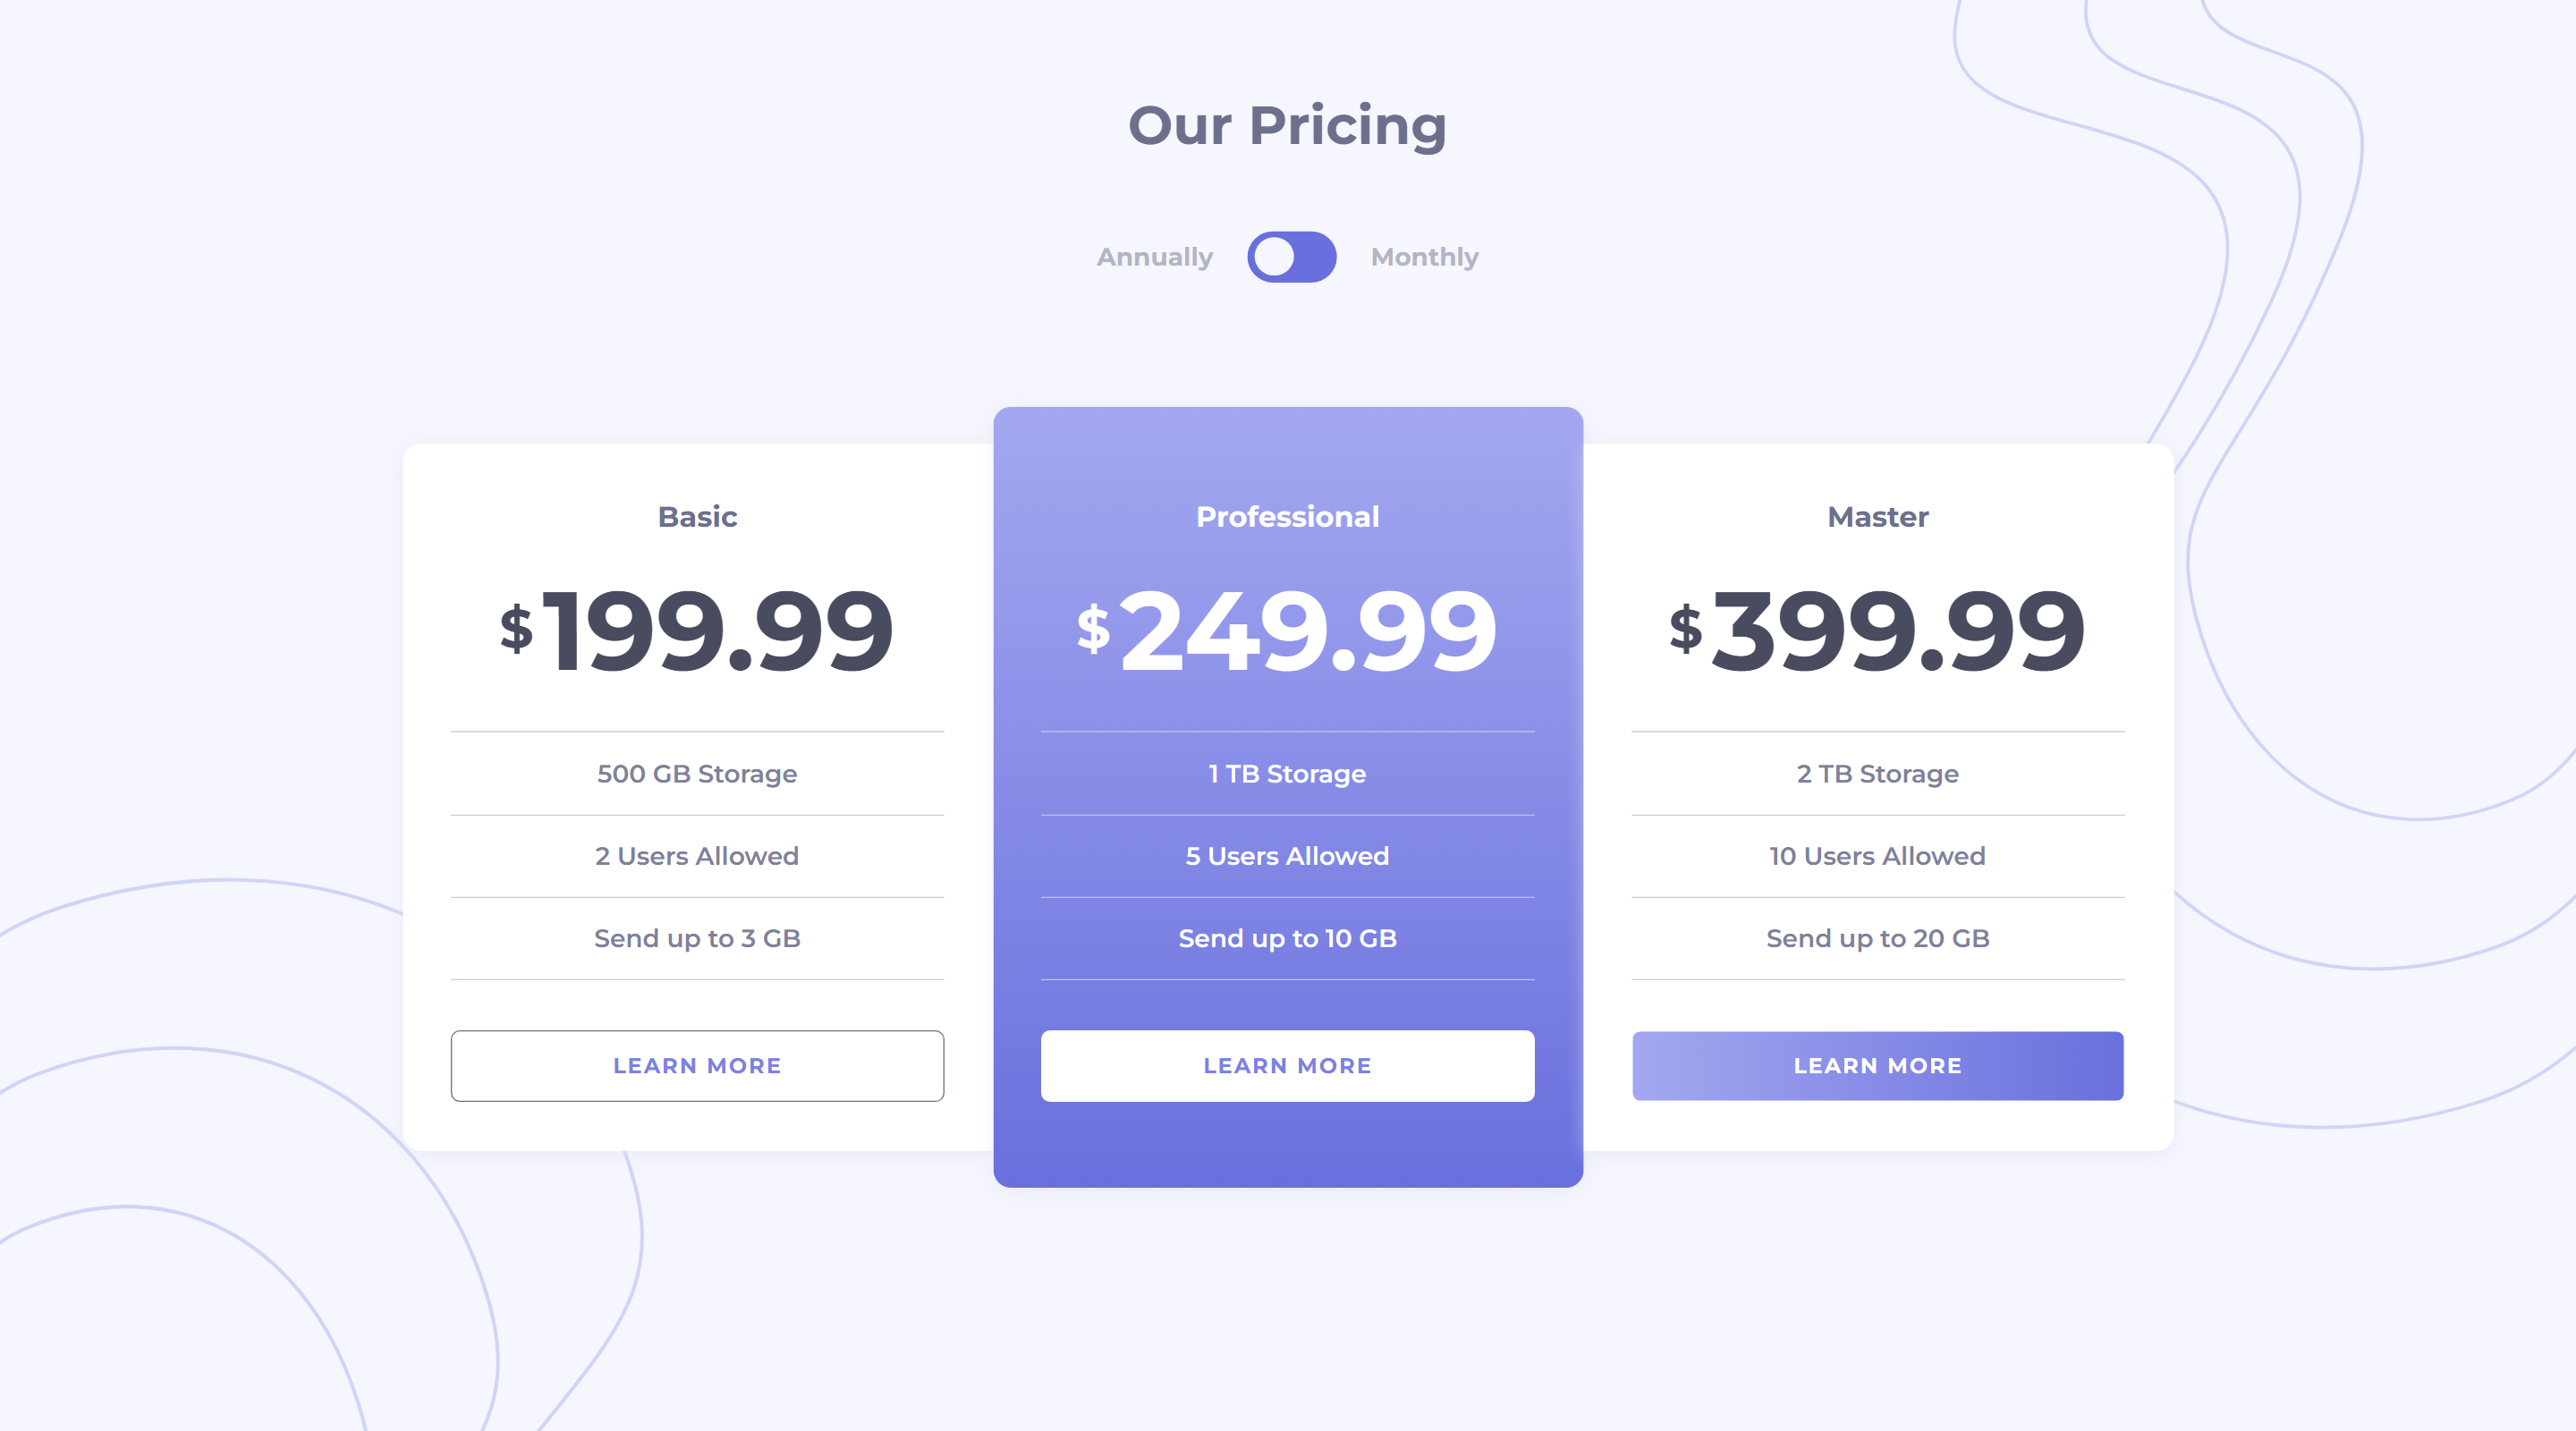 Our Pricing
Annually
Monthly
Basic
$199.99
500 GB Storage
2 Users Allowed
Send up to 3 GB
LEARN MORE
Professional
$249.99
1 TB Storage
5 Users Allowed
Send up to 10 GB
LEARN MORE
Master
$399.99
2 TB Storage
10 Users Allowed
Send up to 20 GB
LEARN MORE